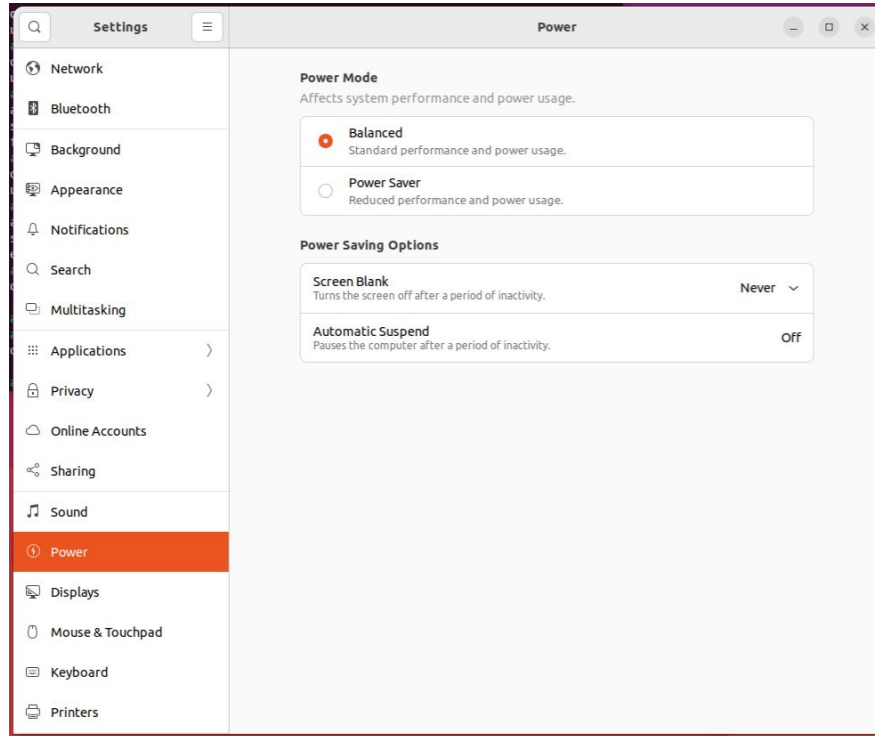 Settings
Power
Network
Bluetooth
Background
Appearance
Notifications
Search
Multitasking
Applications
Privacy
Online Accounts
Sharing
Sound
Power
Displays
Mouse & Touchpad
Keyboard
Printers
Power Mode
Affects system performance and power usage.
Balanced
Standard performance and power usage.
Power Saver
Reduced performance and power usage.
Power Saving Options
Screen Blank
Turns the screen off after a period of inactivity.
Never
Automatic Suspend
Pauses the computer after a period of inactivity.
Off